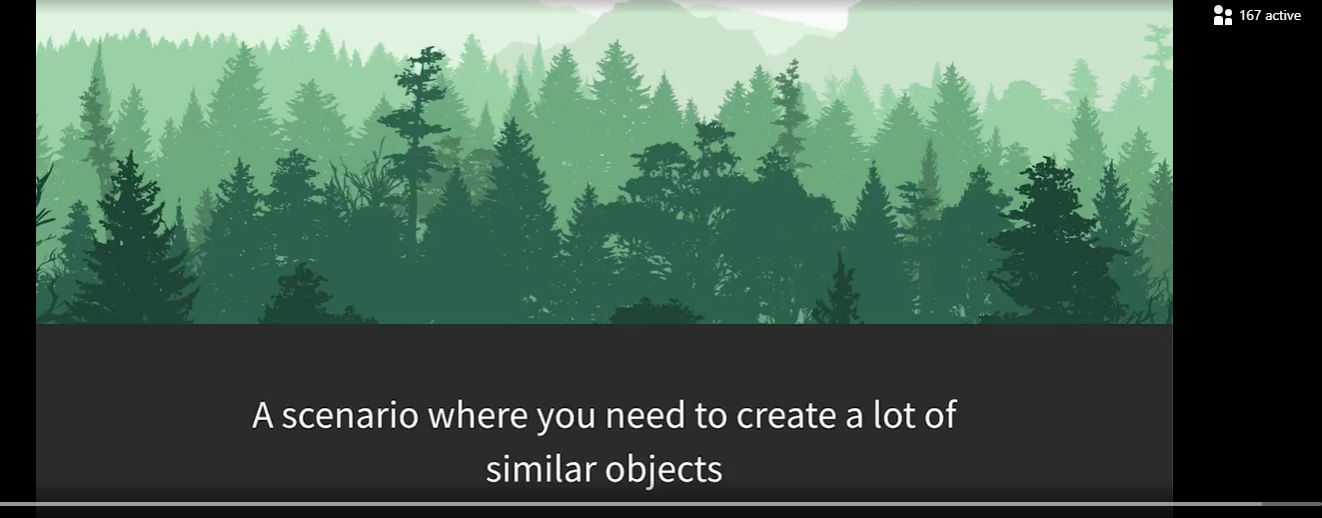 167 active
A scenario where you need to create a lot of
similar objects